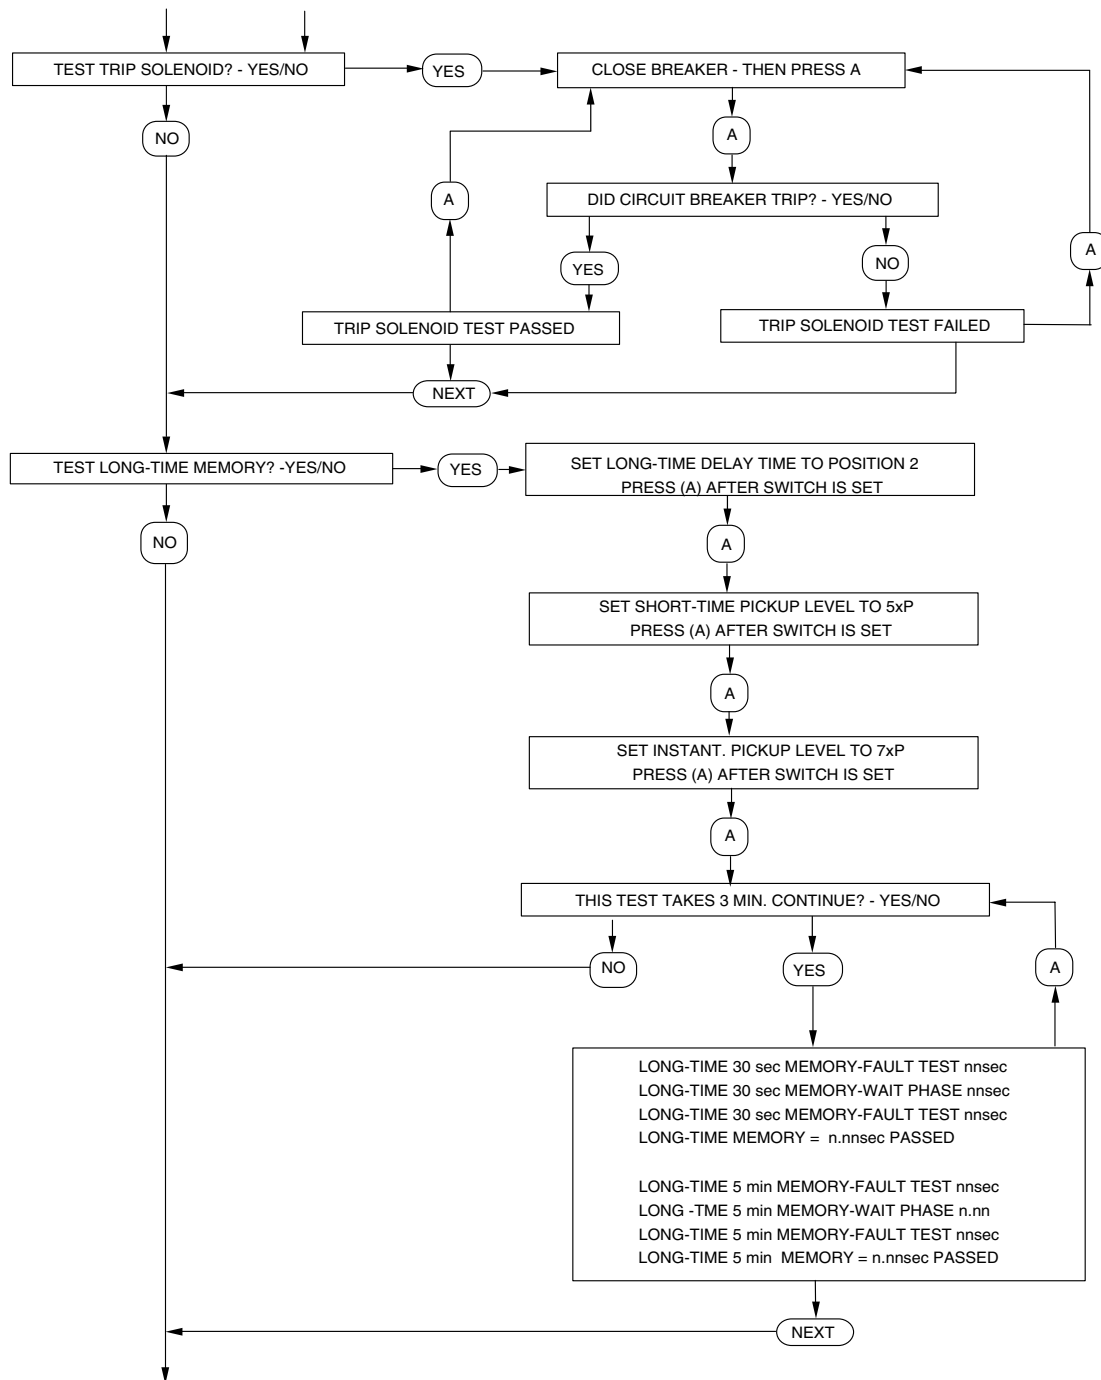 TEST TRIP SOLENOID? - YES/NO
YES
CLOSE BREAKER - THEN PRESS A
NO
A
A
DID CIRCUIT BREAKER TRIP? - YES/NO
YES
NO
A
TRIP SOLENOID TEST PASSED
TRIP SOLENOID TEST FAILED
NEXT
TEST LONG-TIME MEMORY? -YES/NO
YES
SET LONG-TIME DELAY TIME TO POSITION 2
PRESS (A) AFTER SWITCH IS SET
NO
A
SET SHORT-TIME PICKUP LEVEL TO 5xP
PRESS (A) AFTER SWITCH IS SET
A
SET INSTANT. PICKUP LEVEL TO 7xP
PRESS (A) AFTER SWITCH IS SET
A
THIS TEST TAKES 3 MIN. CONTINUE? - YES/NO
NO
YES
A
LONG-TIME 30 sec MEMORY-FAULT TEST nnsec
LONG-TIME 30 sec MEMORY-WAIT PHASE nnsec
LONG-TIME 30 sec MEMORY-FAULT TEST nnsec
LONG-TIME MEMORY = n.nnsec PASSED
LONG-TIME 5 min MEMORY-FAULT TEST nnsec
LONG -TME 5 min MEMORY-WAIT PHASE n.nn
LONG-TIME 5 min MEMORY-FAULT TEST nnsec
LONG-TIME 5 min MEMORY = n.nnsec PASSED
NEXT